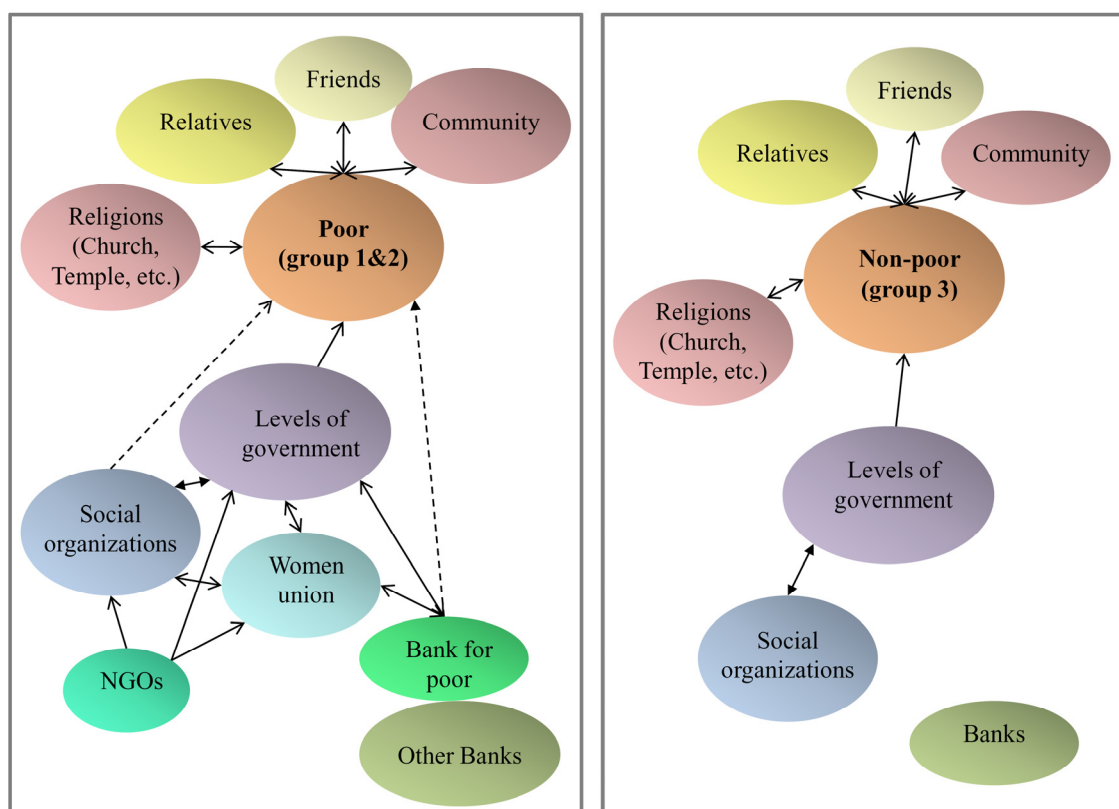 Friends
Relatives
Community
Religions
(Church,
Temple, etc.)
Poor
(group 1&2)
Levels of
government
Social
organizations
Women
union
NGOs
Bank for
poor
Other Banks
Friends
Relatives
Community
Non-poor
(group 3)
Religions
(Church,
Temple, etc.)
Levels of
government
Social
organizations
Banks